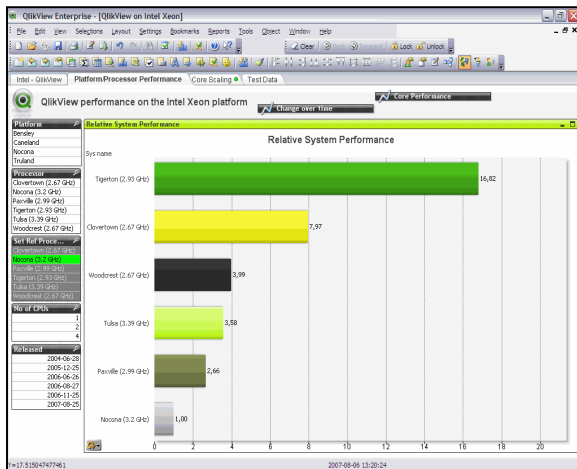 QlikView Enterprise - [QlikView on Intel Xeon]
File Edit View Selections Layout Settings Bookmarks Reports Tools Object Window Help
Clear Back Forward Lock Unlock
Intel - QlikView Platform/Processor Performance Core Scaling Test Data
QlikView performance on the Intel Xeon platform
Change over time
Core Performance
Platform
Bensley
Caneland
Nocona
Truland
Processor
Clovertown (2.67 GHz)
Nocona (3.2 GHz)
Paxville (2.99 GHz)
Tigerton (2.93 GHz)
Tulsa (3.39 GHz)
Woodcrest (2.67 GHz)
Set Ref Proce...
Clovertown (2.67 GHz)
Nocona (3.2 GHz)
Paxville (2.99 GHz)
Tigerton (2.93 GHz)
Tulsa (3.39 GHz)
Woodcrest (2.67 GHz)
No of CPUs
1
2
4
Released
2004-06-28
2005-12-25
2006-06-26
2006-08-27
2006-11-25
2007-08-25
Relative System Performance
Relative System Performance
Sys name
Tigerton (2.93 GHz)
16,82
Clovertown (2.67 GHz)
7,97
Woodcrest (2.67 GHz)
3,99
Tulsa (3.39 GHz)
3,58
Paxville (2.99 GHz)
2,66
Nocona (3.2 GHz)
1,00
0 2 4 6 8 10 12 14 16 18 20
Y=17.515047477461
2007-08-06 13:20:24